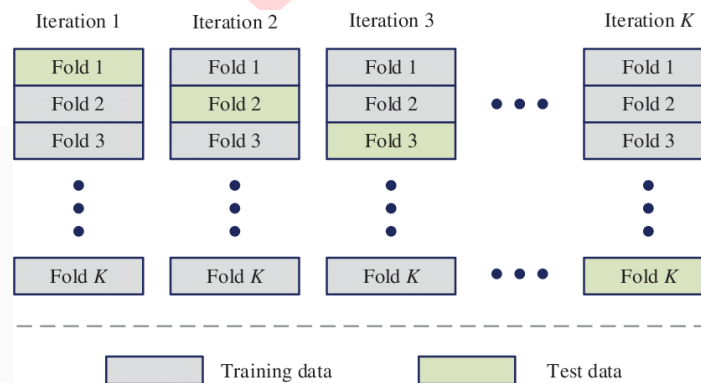 Iteration 1 Iteration 2 Iteration 3 Iteration K
Fold 1 Fold 1 Fold 1 Fold 1
Fold 2 Fold 2 Fold 2 Fold 2
Fold 3 Fold 3 Fold 3 Fold 3
Fold K Fold K Fold K Fold K
Training data Test data